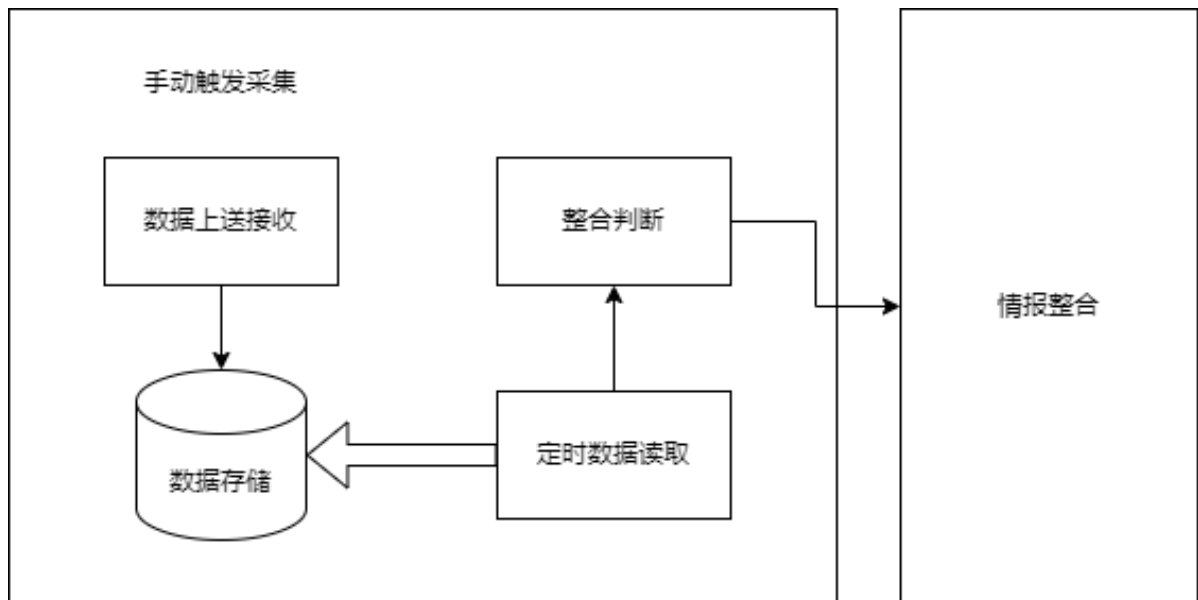 手动触发采集
数据上送接收
整合判断
情报整合
定时数据读取
数据存储